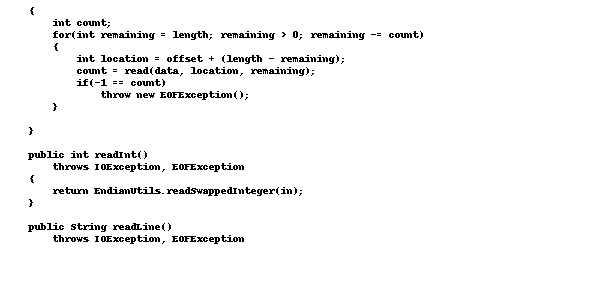 {
int count;
for(int remaining = length; remaining > 0; remaining -= count)
{
int location = offset + (length - remaining);
count = read(data, location, remaining);
if(-1 == count)
throw new EOFException();
}
}
public int readInt()
throws IOException, EOFException
{
return EndianUtils.readSwappedInteger(in);
}
public String readLine()
throws IOException, EOFException